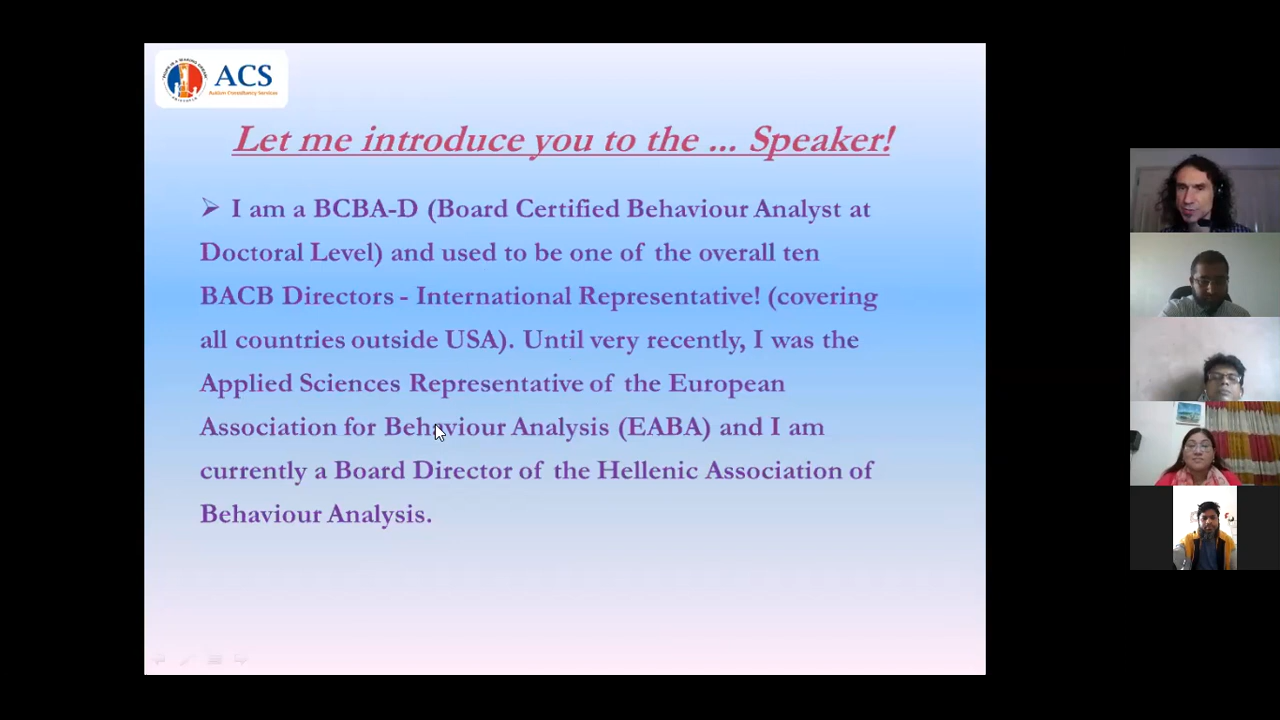 ACS
Autism Consultancy Services
Let me introduce you to the ... Speaker!
➢ I am a BCBA-D (Board Certified Behaviour Analyst at
Doctoral Level) and used to be one of the overall ten
BACB Directors - International Representative! (covering
all countries outside USA). Until very recently, I was the
Applied Sciences Representative of the European
Association for Behaviour Analysis (EABA) and I am
currently a Board Director of the Hellenic Association of
Behaviour Analysis.